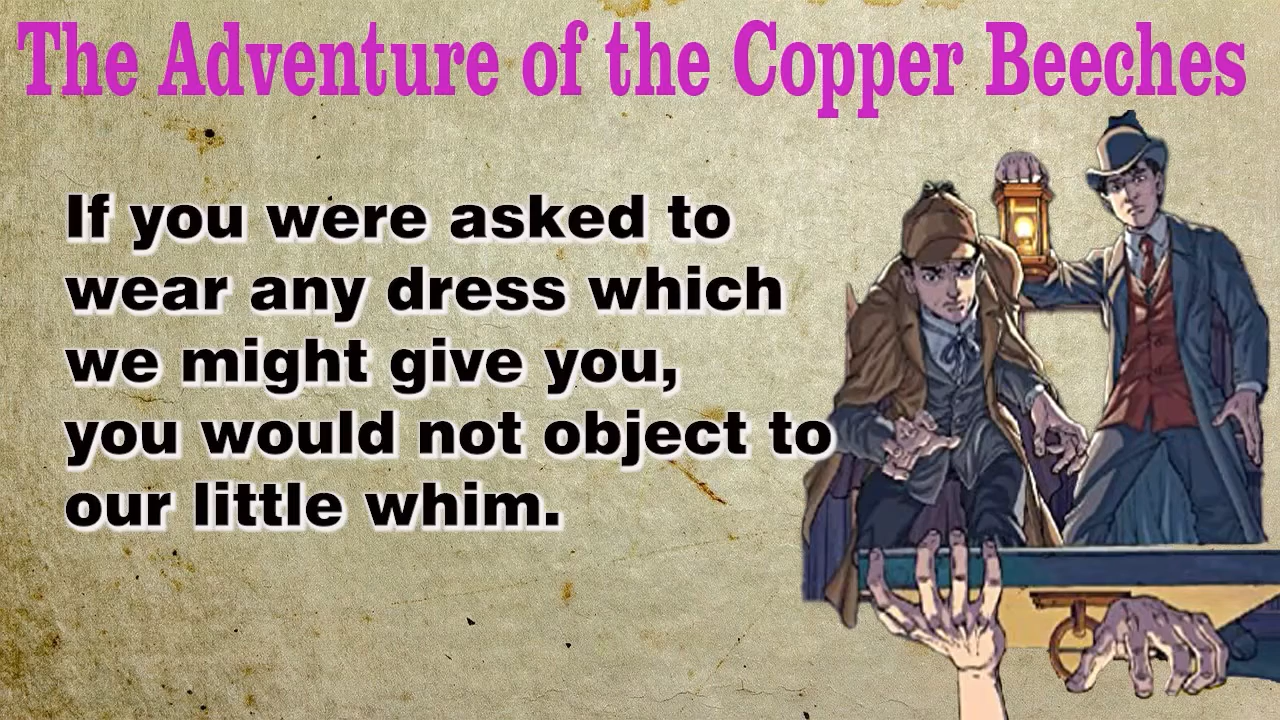 The Adventure of the Copper Beeches
If you were asked to
wear any dress which
we might give you,
you would not object to
our little whim.